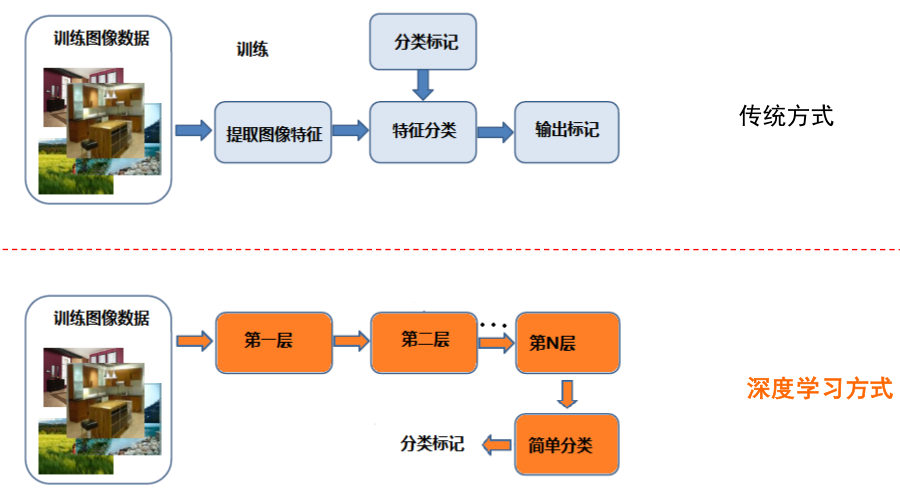 训练图像数据
训练
分类标记
提取图像特征
特征分类
输出标记
传统方式
训练图像数据
第一层
第二层
...
第N层
深度学习方式
分类标记
简单分类